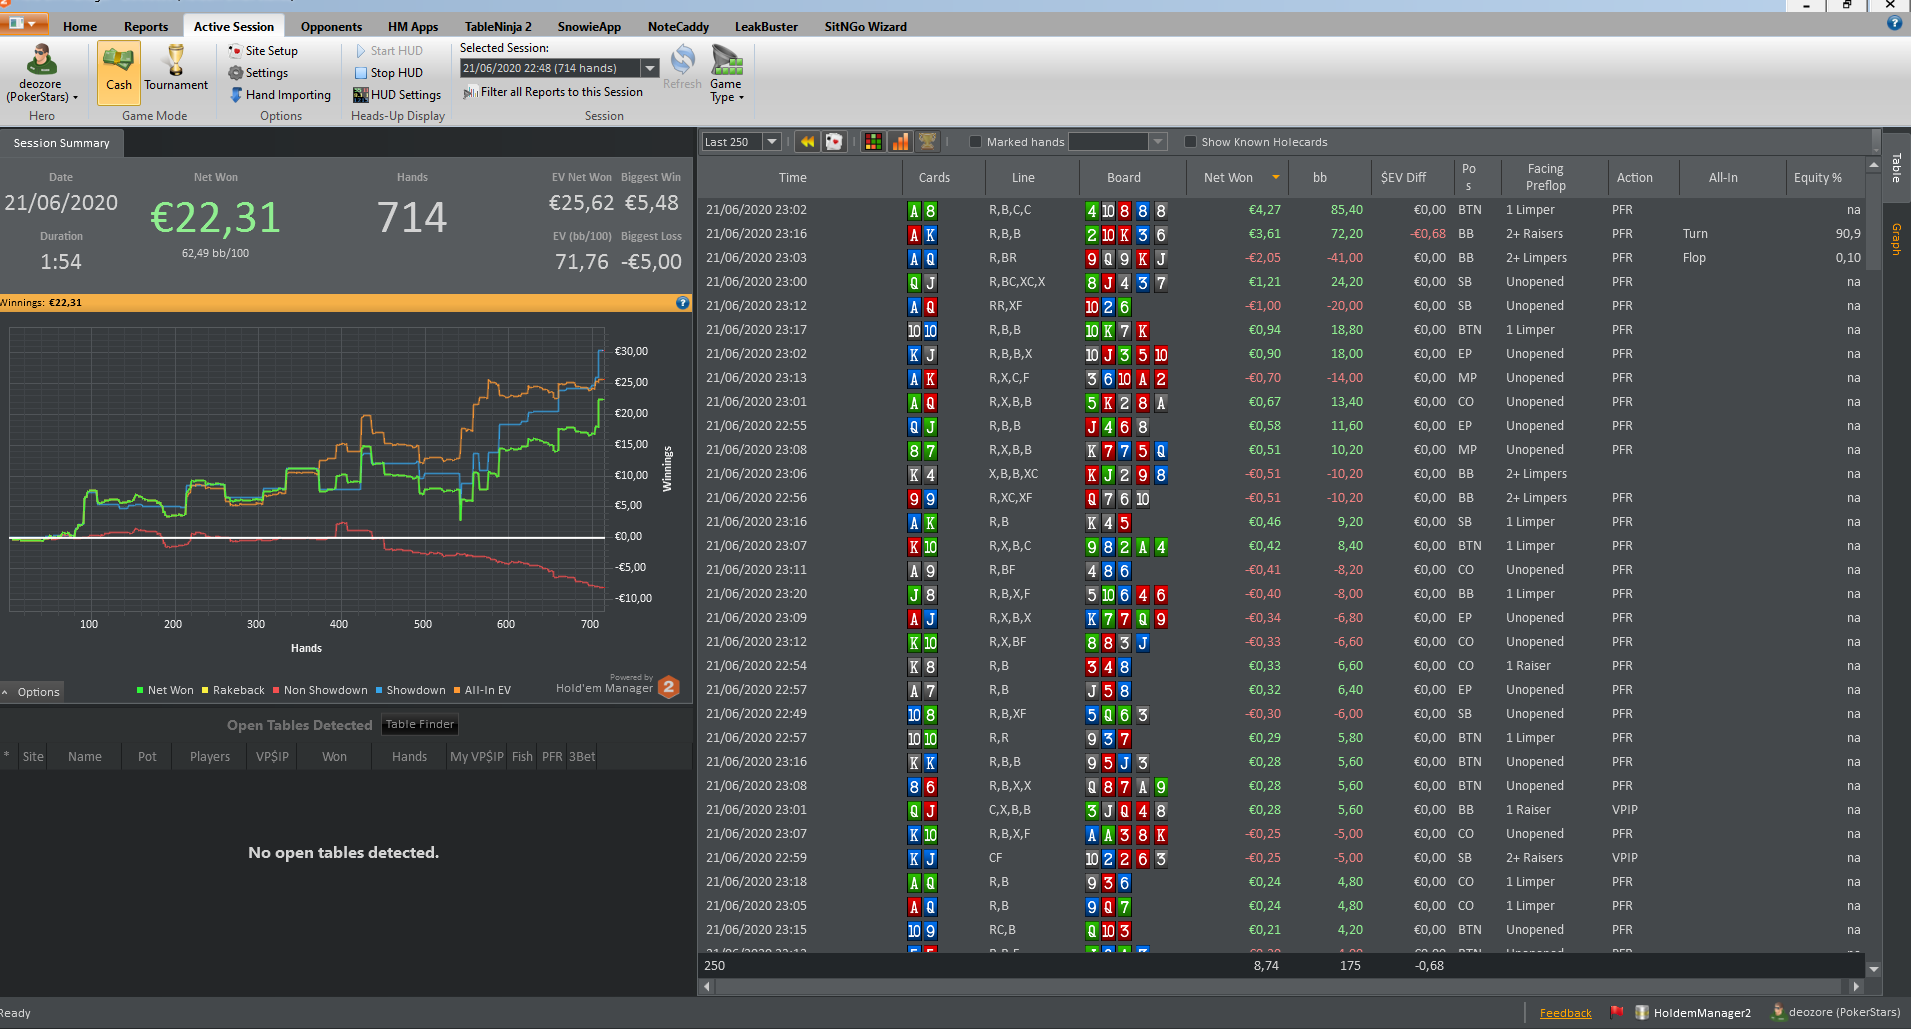 Home Reports Active Session Opponents HM Apps TableNinja 2 SnowieApp NoteCaddy LeakBuster SitNGo Wizard
deozore
(PokerStars)
Hero
Cash Tournament
Game Mode
Site Setup
Settings
Hand Importing
Options
Start HUD
Stop HUD
HUD Settings
Heads-Up Display
Selected Session:
21/06/2020 22:48 (714 hands)
Filter all Reports to this Session
Refresh
Game
Type
Session
Session Summary
Date Net Won Hands EV Net Won Biggest Win
21/06/2020 €22,31 714 €25,62 €5,48
Duration EV (bb/100) Biggest Loss
1:54 62,49 bb/100 71,76 -€5,00
Winnings: €22,31
€30,00
€25,00
€20,00
€15,00
€10,00
€5,00
€0,00
-€5,00
-€10,00
Winnings
100 200 300 400 500 600 700
Hands
Options
Net Won Rakeback Non Showdown Showdown All-In EV
Powered by
Hold'em Manager 2
Open Tables Detected Table Finder
* Site Name Pot Players VP$IP Won Hands My VP$IP Fish PFR 3Bet
No open tables detected.
Last 250 Marked hands Show Known Holecards
Table
Graph
Time Cards Line Board Net Won bb $EV Diff Po s Facing Preflop Action All-In Equity %
21/06/2020 23:02 A 8 R,B,C,C 4 10 8 8 8 €4,27 85,40 €0,00 BTN 1 Limper PFR na
21/06/2020 23:16 A K R,B,B 2 10 K 3 6 €3,61 72,20 -€0,68 BB 2+ Raisers PFR Turn 90,9
21/06/2020 23:03 A Q R,BR 9 Q 9 K J -€2,05 -41,00 €0,00 BB 2+ Limpers PFR Flop 0,10
21/06/2020 23:00 Q J R,BC,XC,X 8 J 4 3 7 €1,21 24,20 €0,00 SB Unopened PFR na
21/06/2020 23:12 A Q RR,XF 10 2 6 -€1,00 -20,00 €0,00 SB Unopened PFR na
21/06/2020 23:17 10 10 R,B,B 10 K 7 K €0,94 18,80 €0,00 BTN 1 Limper PFR na
21/06/2020 23:02 K J R,B,B,X 10 J 3 5 10 €0,90 18,00 €0,00 EP Unopened PFR na
21/06/2020 23:13 A K R,X,C,F 3 6 10 A 2 -€0,70 -14,00 €0,00 MP Unopened PFR na
21/06/2020 23:01 A Q R,X,B,B 5 K 2 8 A €0,67 13,40 €0,00 CO Unopened PFR na
21/06/2020 22:55 Q J R,B,B J 4 6 8 €0,58 11,60 €0,00 EP Unopened PFR na
21/06/2020 23:08 8 7 R,X,B,B K 7 7 5 Q €0,51 10,20 €0,00 MP Unopened PFR na
21/06/2020 23:06 K 4 X,B,B,XC K J 2 9 8 -€0,51 -10,20 €0,00 BB 2+ Limpers na
21/06/2020 22:56 9 9 R,XC,XF Q 7 6 10 -€0,51 -10,20 €0,00 BB 2+ Limpers PFR na
21/06/2020 23:16 A K R,B K 4 5 €0,46 9,20 €0,00 SB 1 Limper PFR na
21/06/2020 23:07 K 10 R,X,B,C 9 8 2 A 4 €0,42 8,40 €0,00 BTN 1 Limper PFR na
21/06/2020 23:11 A 9 R,BF 4 8 6 -€0,41 -8,20 €0,00 CO Unopened PFR na
21/06/2020 23:20 J 8 R,B,X,F 5 10 6 4 6 -€0,40 -8,00 €0,00 BB 1 Limper PFR na
21/06/2020 23:09 A J R,X,B,X K 7 7 Q 9 -€0,34 -6,80 €0,00 EP Unopened PFR na
21/06/2020 23:12 K 10 R,X,BF 8 8 3 J -€0,33 -6,60 €0,00 CO Unopened PFR na
21/06/2020 22:54 K 8 R,B 3 4 8 €0,33 6,60 €0,00 CO 1 Raiser PFR na
21/06/2020 22:57 A 7 R,B J 5 8 €0,32 6,40 €0,00 EP Unopened PFR na
21/06/2020 22:49 10 8 R,B,XF 5 Q 6 3 -€0,30 -6,00 €0,00 SB Unopened PFR na
21/06/2020 22:57 10 10 R,R 9 3 7 €0,29 5,80 €0,00 BTN 1 Limper PFR na
21/06/2020 23:16 K K R,B,B 9 5 J 3 €0,28 5,60 €0,00 BTN Unopened PFR na
21/06/2020 23:08 8 6 R,B,X,X Q 8 7 A 9 €0,28 5,60 €0,00 BTN Unopened PFR na
21/06/2020 23:01 Q J C,X,B,B 3 J Q 4 8 €0,28 5,60 €0,00 BB 1 Raiser VPIP na
21/06/2020 23:07 K 10 R,B,X,F A A 3 8 K -€0,25 -5,00 €0,00 CO Unopened PFR na
21/06/2020 22:59 K J CF 10 2 2 6 3 -€0,25 -5,00 €0,00 SB 2+ Raisers VPIP na
21/06/2020 23:18 A Q R,B 9 3 6 €0,24 4,80 €0,00 CO 1 Limper PFR na
21/06/2020 23:05 A Q R,B 9 Q 7 €0,24 4,80 €0,00 CO 1 Limper PFR na
21/06/2020 23:15 10 9 RC,B Q 10 3 €0,21 4,20 €0,00 BTN Unopened PFR na
250 8,74 175 -0,68
Ready Feedback HoldemManager2 deozore (PokerStars)